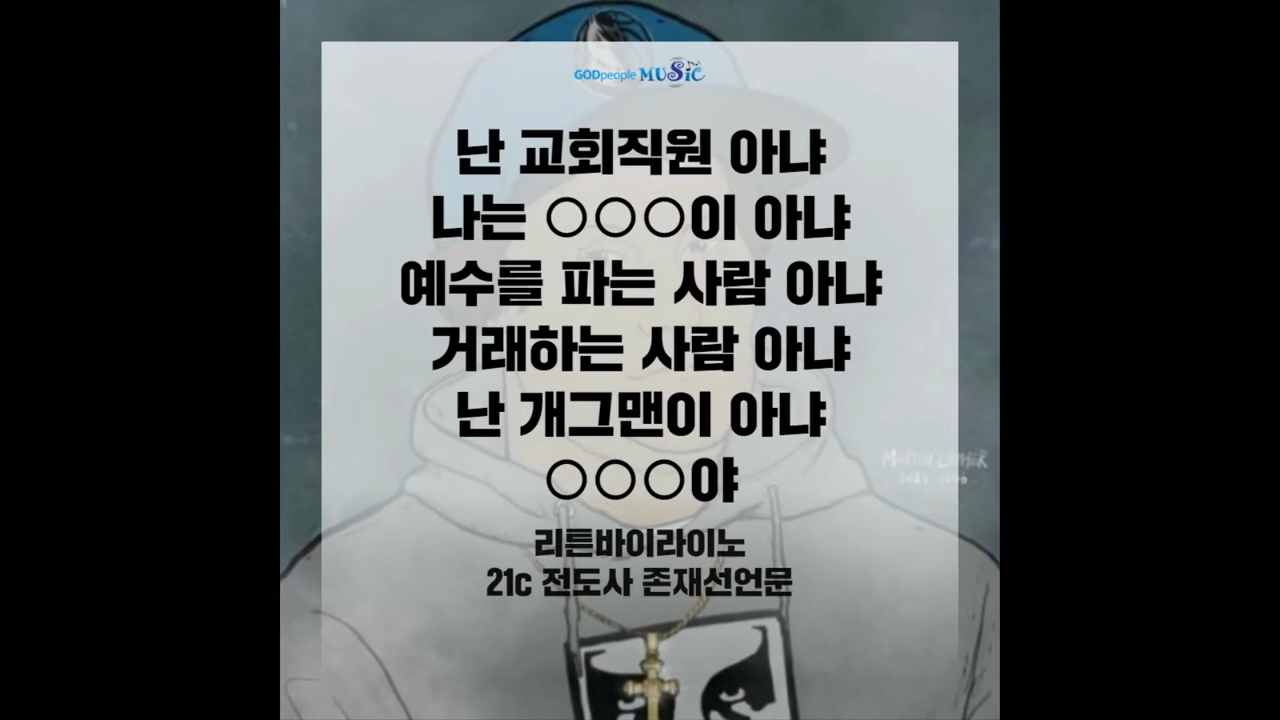 GODpeople MUSIC
난 교회직원 아냐
나는 ○○○이 아냐
예수를 파는 사람 아냐
거래하는 사람 아냐
난 개그맨이 아냐
○○○야
리튼바이라이노
21c 전도사 존재선언문
MARTIN LUTHER